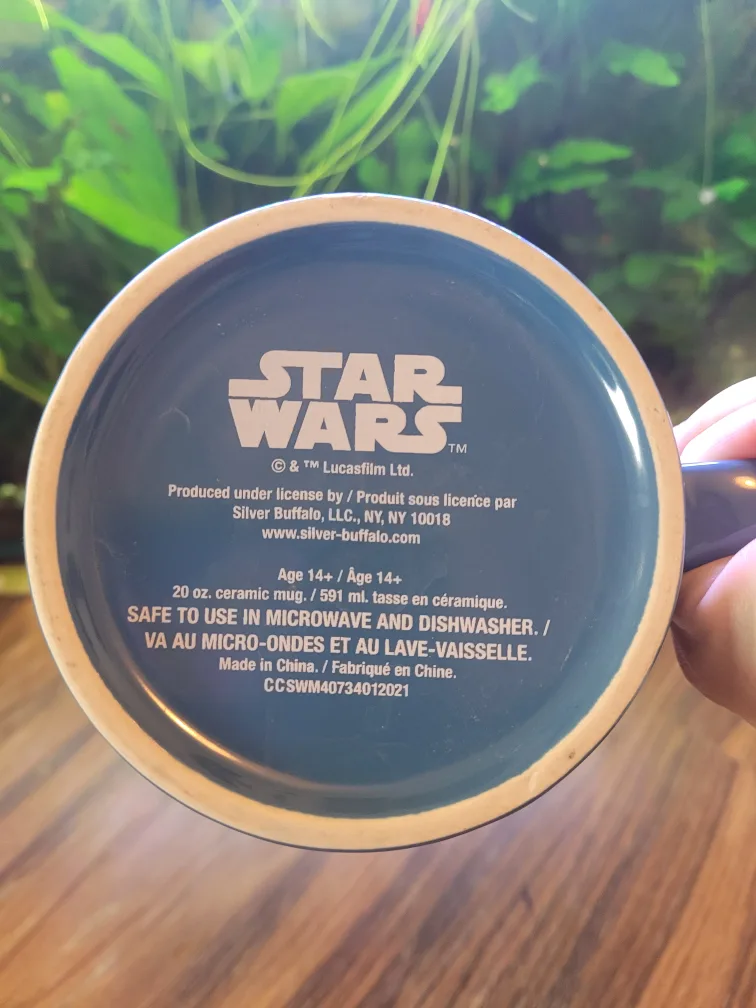 STAR
WARS™
© & ™ Lucasfilm Ltd.
Produced under license by / Produit sous licence par
Silver Buffalo, LLC., NY, NY 10018
www.silver-buffalo.com
Age 14+ / Âge 14+
20 oz. ceramic mug. / 591 ml. tasse en céramique.
SAFE TO USE IN MICROWAVE AND DISHWASHER. /
VA AU MICRO-ONDES ET AU LAVE-VAISSELLE.
Made in China. / Fabriqué en Chine.
CCSWM40734012021